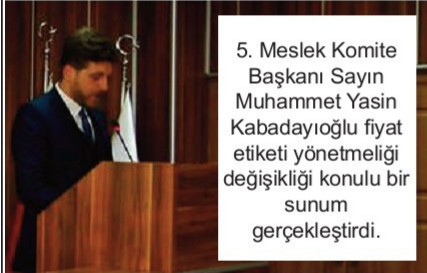 5. Meslek Komite
Başkanı Sayın
Muhammet Yasin
Kabadayıoğlu fiyat
etiketi yönetmeliği
değişikliği konulu bir
sunum
gerçekleştirdi.